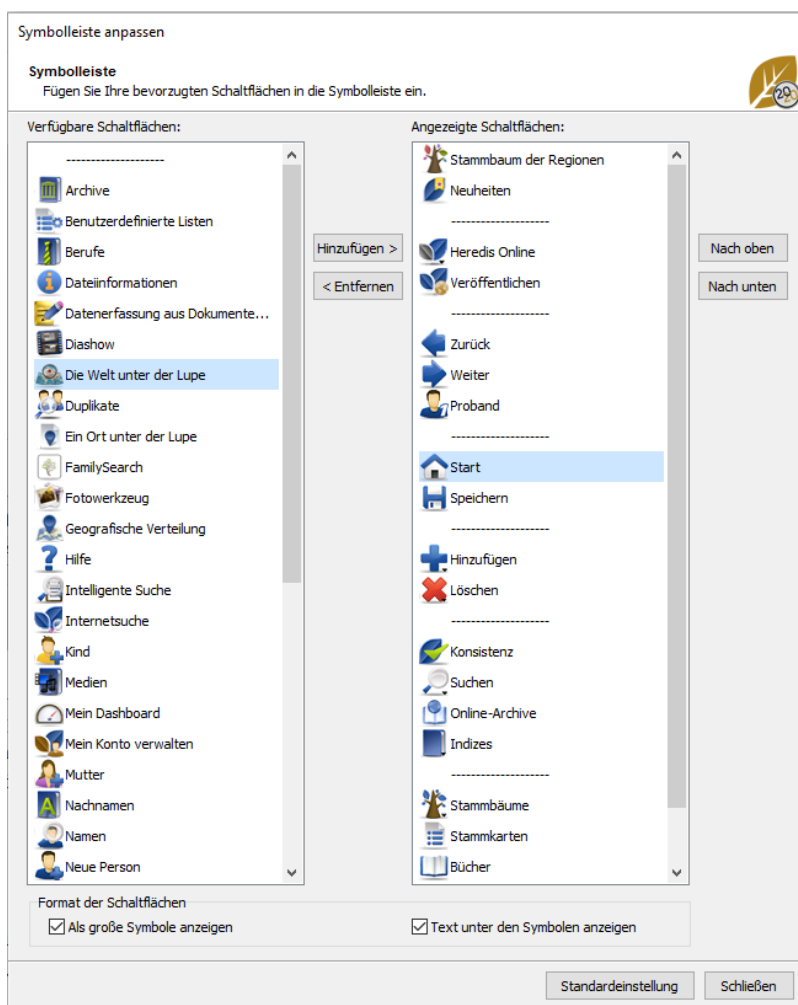 Symbolleiste anpassen
Symbolleiste
Fügen Sie Ihre bevorzugten Schaltflächen in die Symbolleiste ein.
2020
Verfügbare Schaltflächen:
--------------------
Archive
Benutzerdefinierte Listen
Berufe
Dateiinformationen
Datenerfassung aus Dokumente...
Diashow
Die Welt unter der Lupe
Duplikate
Ein Ort unter der Lupe
FamilySearch
Fotowerkzeug
Geografische Verteilung
Hilfe
Intelligente Suche
Internetsuche
Kind
Medien
Mein Dashboard
Mein Konto verwalten
Mutter
Nachnamen
Namen
Neue Person
Hinzufügen >
< Entfernen
Angezeigte Schaltflächen:
Stammbaum der Regionen
Neuheiten
--------------------
Heredis Online
Veröffentlichen
--------------------
Zurück
Weiter
Proband
--------------------
Start
Speichern
--------------------
Hinzufügen
Löschen
--------------------
Konsistenz
Suchen
Online-Archive
Indizes
--------------------
Stammbäume
Stammkarten
Bücher
Nach oben
Nach unten
Format der Schaltflächen
Als große Symbole anzeigen
Text unter den Symbolen anzeigen
Standardeinstellung
Schließen